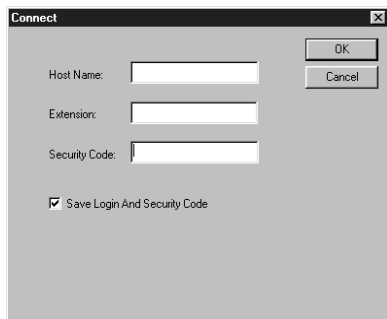 Connect
OK
Host Name:
Cancel
Extension:
Security Code:
Save Login And Security Code